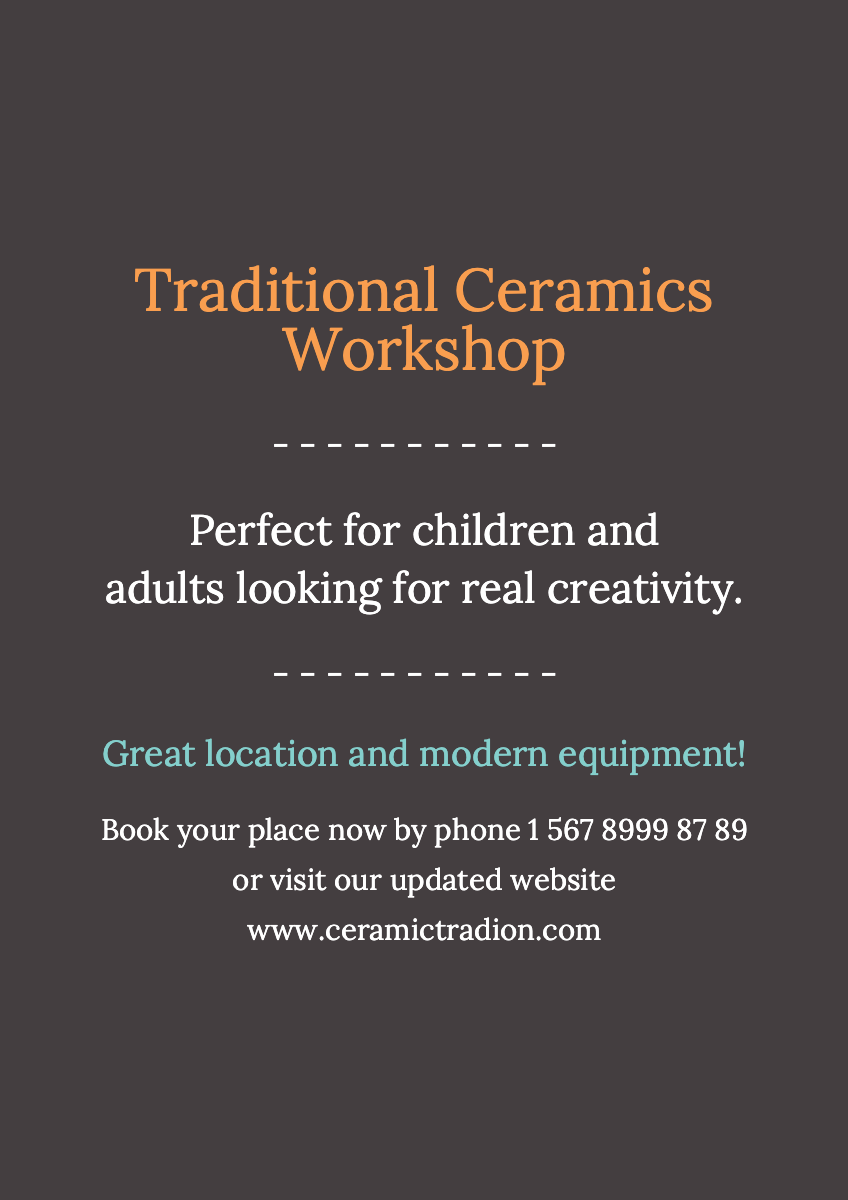 Traditional Ceramics
Workshop
- - - - - - - - - - -
Perfect for children and
adults looking for real creativity.
- - - - - - - - - - -
Great location and modern equipment!
Book your place now by phone 1 567 8999 87 89
or visit our updated website
www.ceramictradion.com